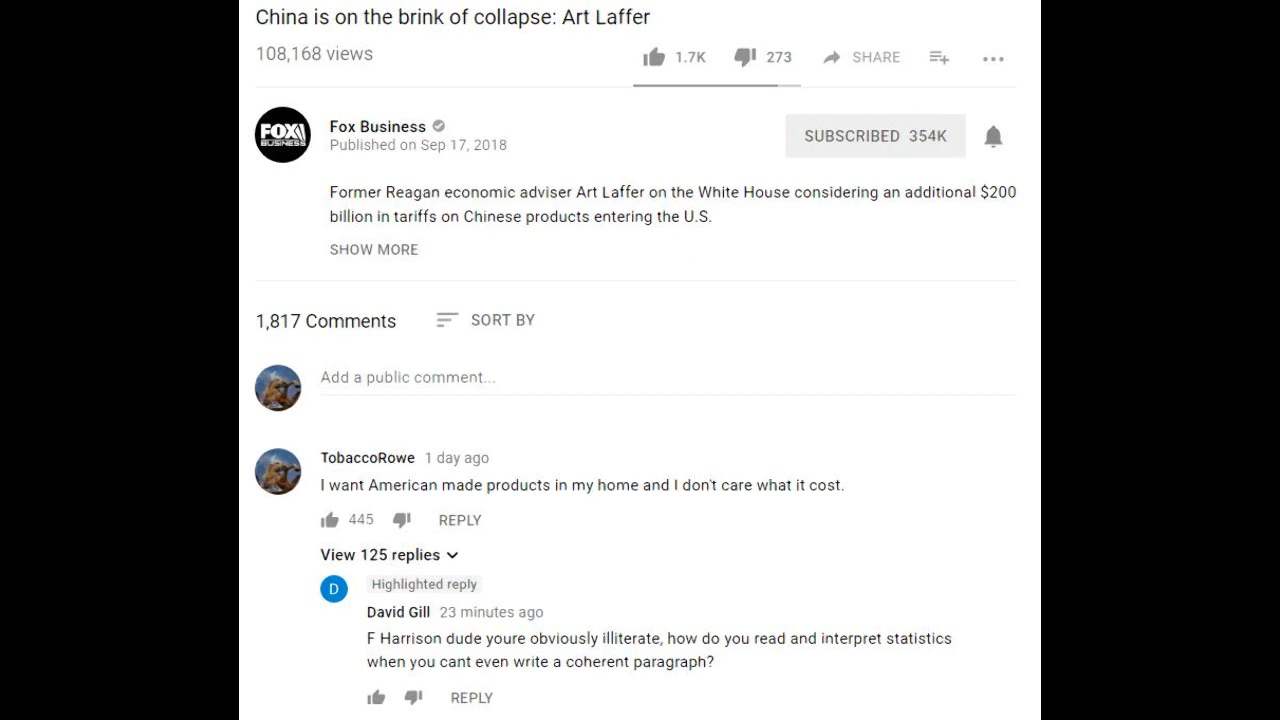 China is on the brink of collapse: Art Laffer
108,168 views
1.7K 273 SHARE
FOX BUSINESS
Fox Business
Published on Sep 17, 2018
SUBSCRIBED 354K
Former Reagan economic adviser Art Laffer on the White House considering an additional $200
billion in tariffs on Chinese products entering the U.S.
SHOW MORE
1,817 Comments SORT BY
Add a public comment...
TobaccoRowe 1 day ago
I want American made products in my home and I don't care what it cost.
445 REPLY
View 125 replies
D
Highlighted reply
David Gill 23 minutes ago
F Harrison dude youre obviously illiterate, how do you read and interpret statistics
when you cant even write a coherent paragraph?
REPLY